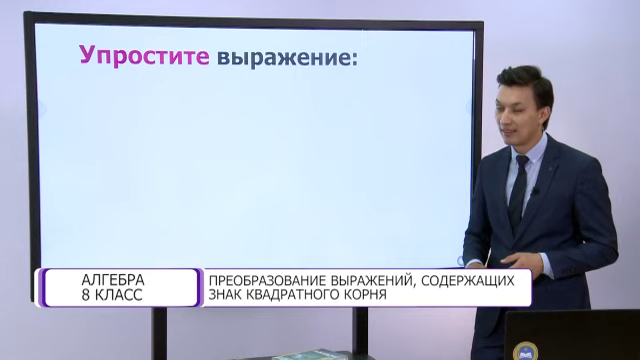 Упростите выражение:
АЛГЕБРА
8 КЛАСС
ПРЕОБРАЗОВАНИЕ ВЫРАЖЕНИЙ, СОДЕРЖАЩИХ
ЗНАК КВАДРАТНОГО КОРНЯ